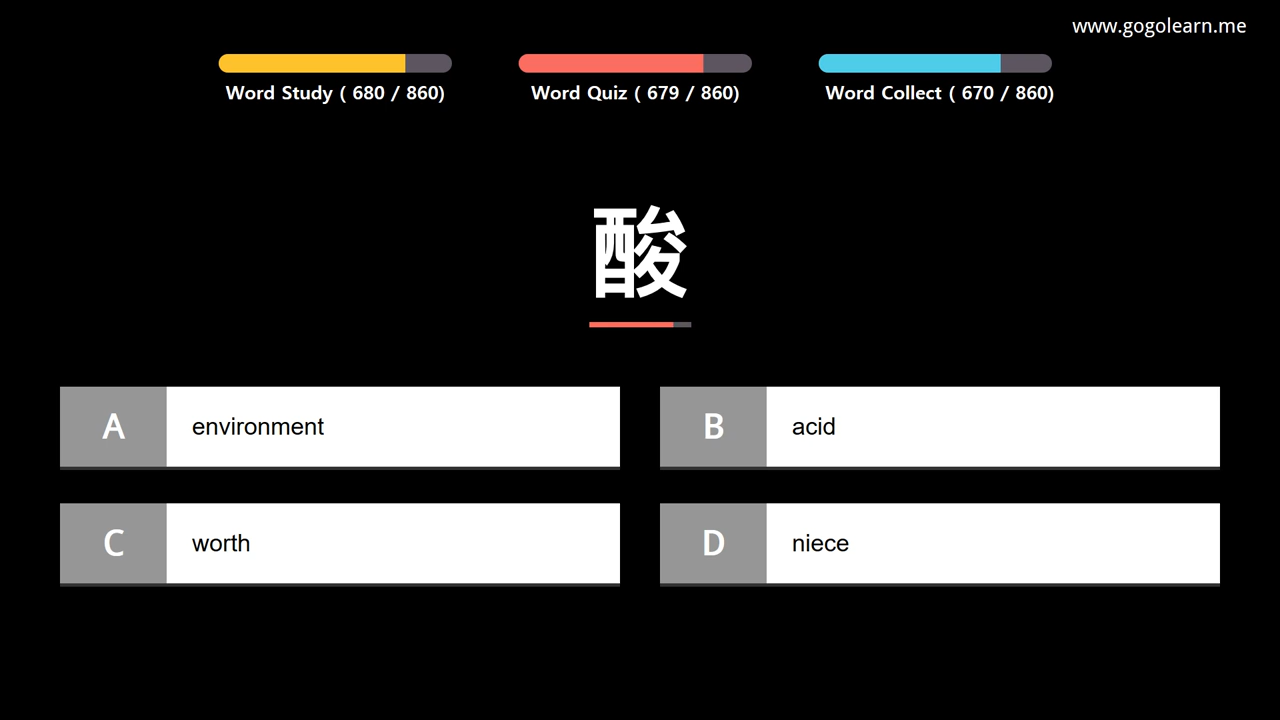 www.gogolearn.me
Word Study ( 680 / 860)
Word Quiz ( 679 / 860)
Word Collect ( 670 / 860)
酸
A environment
B acid
C worth
D niece